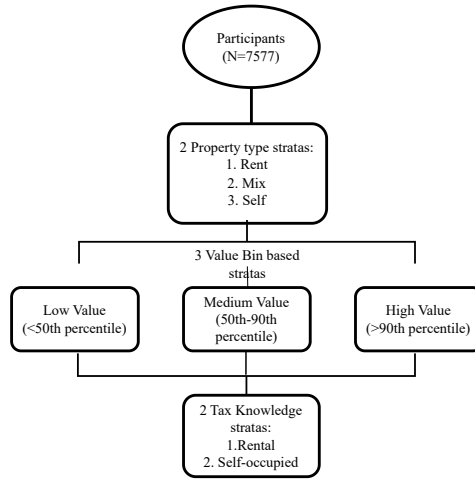 Participants
(N=7577)
2 Property type stratas:
1. Rent
2. Mix
3. Self
3 Value Bin based
stratas
Low Value
(<50th percentile)
Medium Value
(50th-90th
percentile)
High Value
(>90th percentile)
2 Tax Knowledge
stratas:
1.Rental
2. Self-occupied